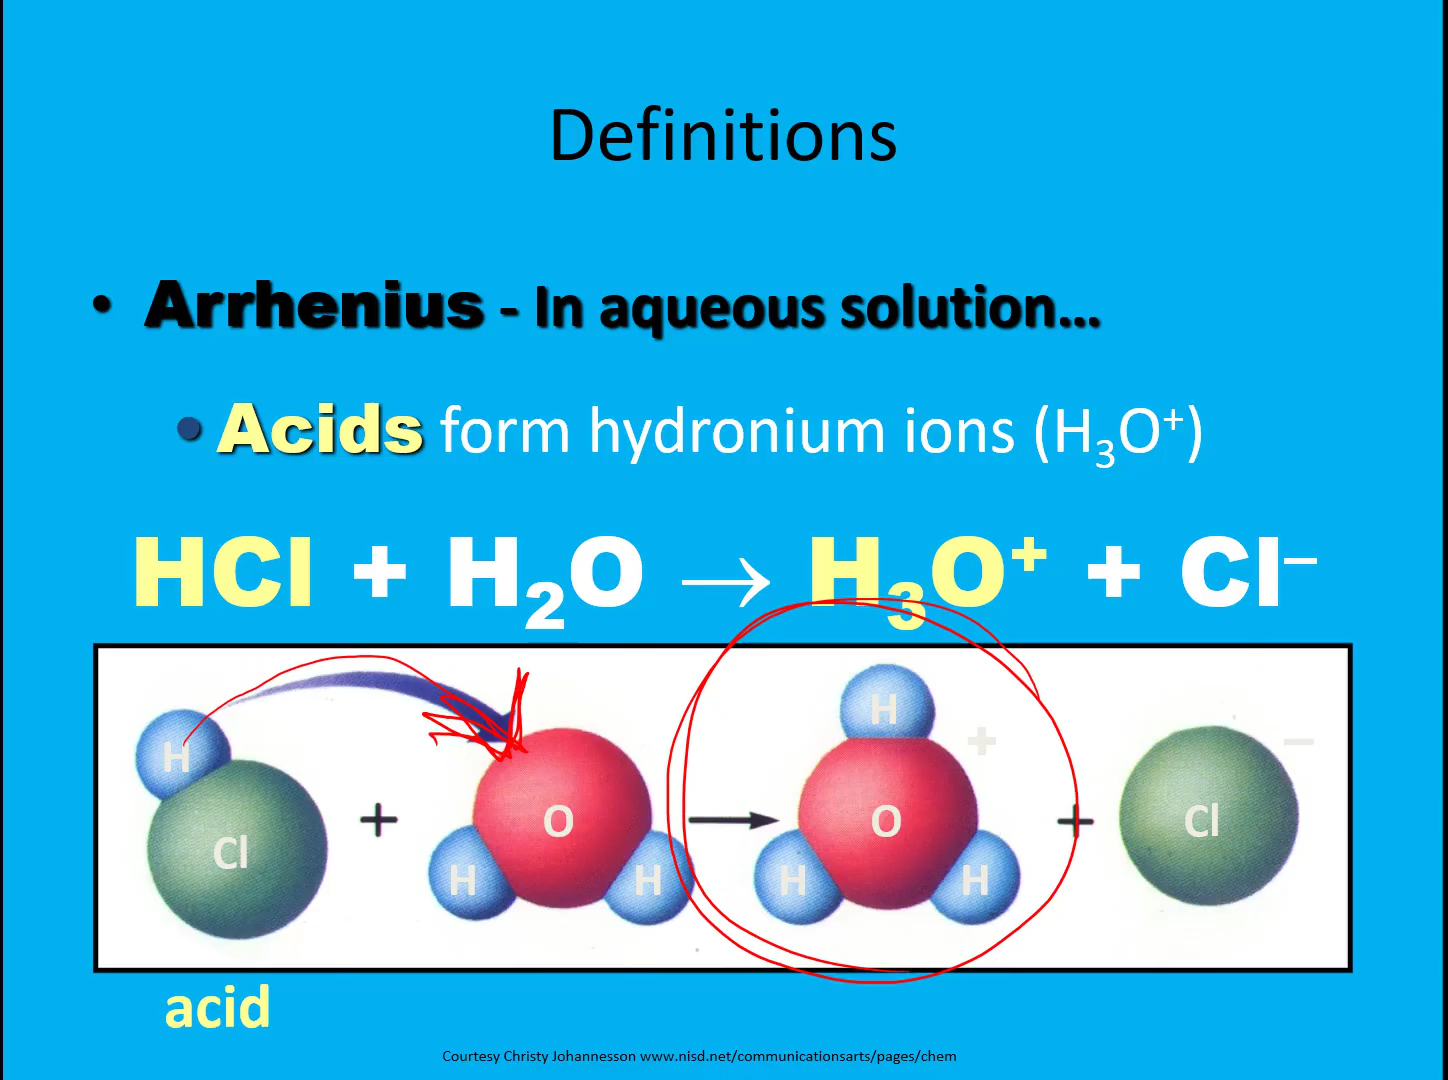 Definitions
• Arrhenius - In aqueous solution...
• Acids form hydronium ions (H₃O⁺)
HCl + H₂O → H₃O⁺ + Cl⁻
H
Cl
+
H
O
H
→
H
H
O
H
+
+
Cl
−
acid
Courtesy Christy Johannesson www.nisd.net/communicationsarts/pages/chem